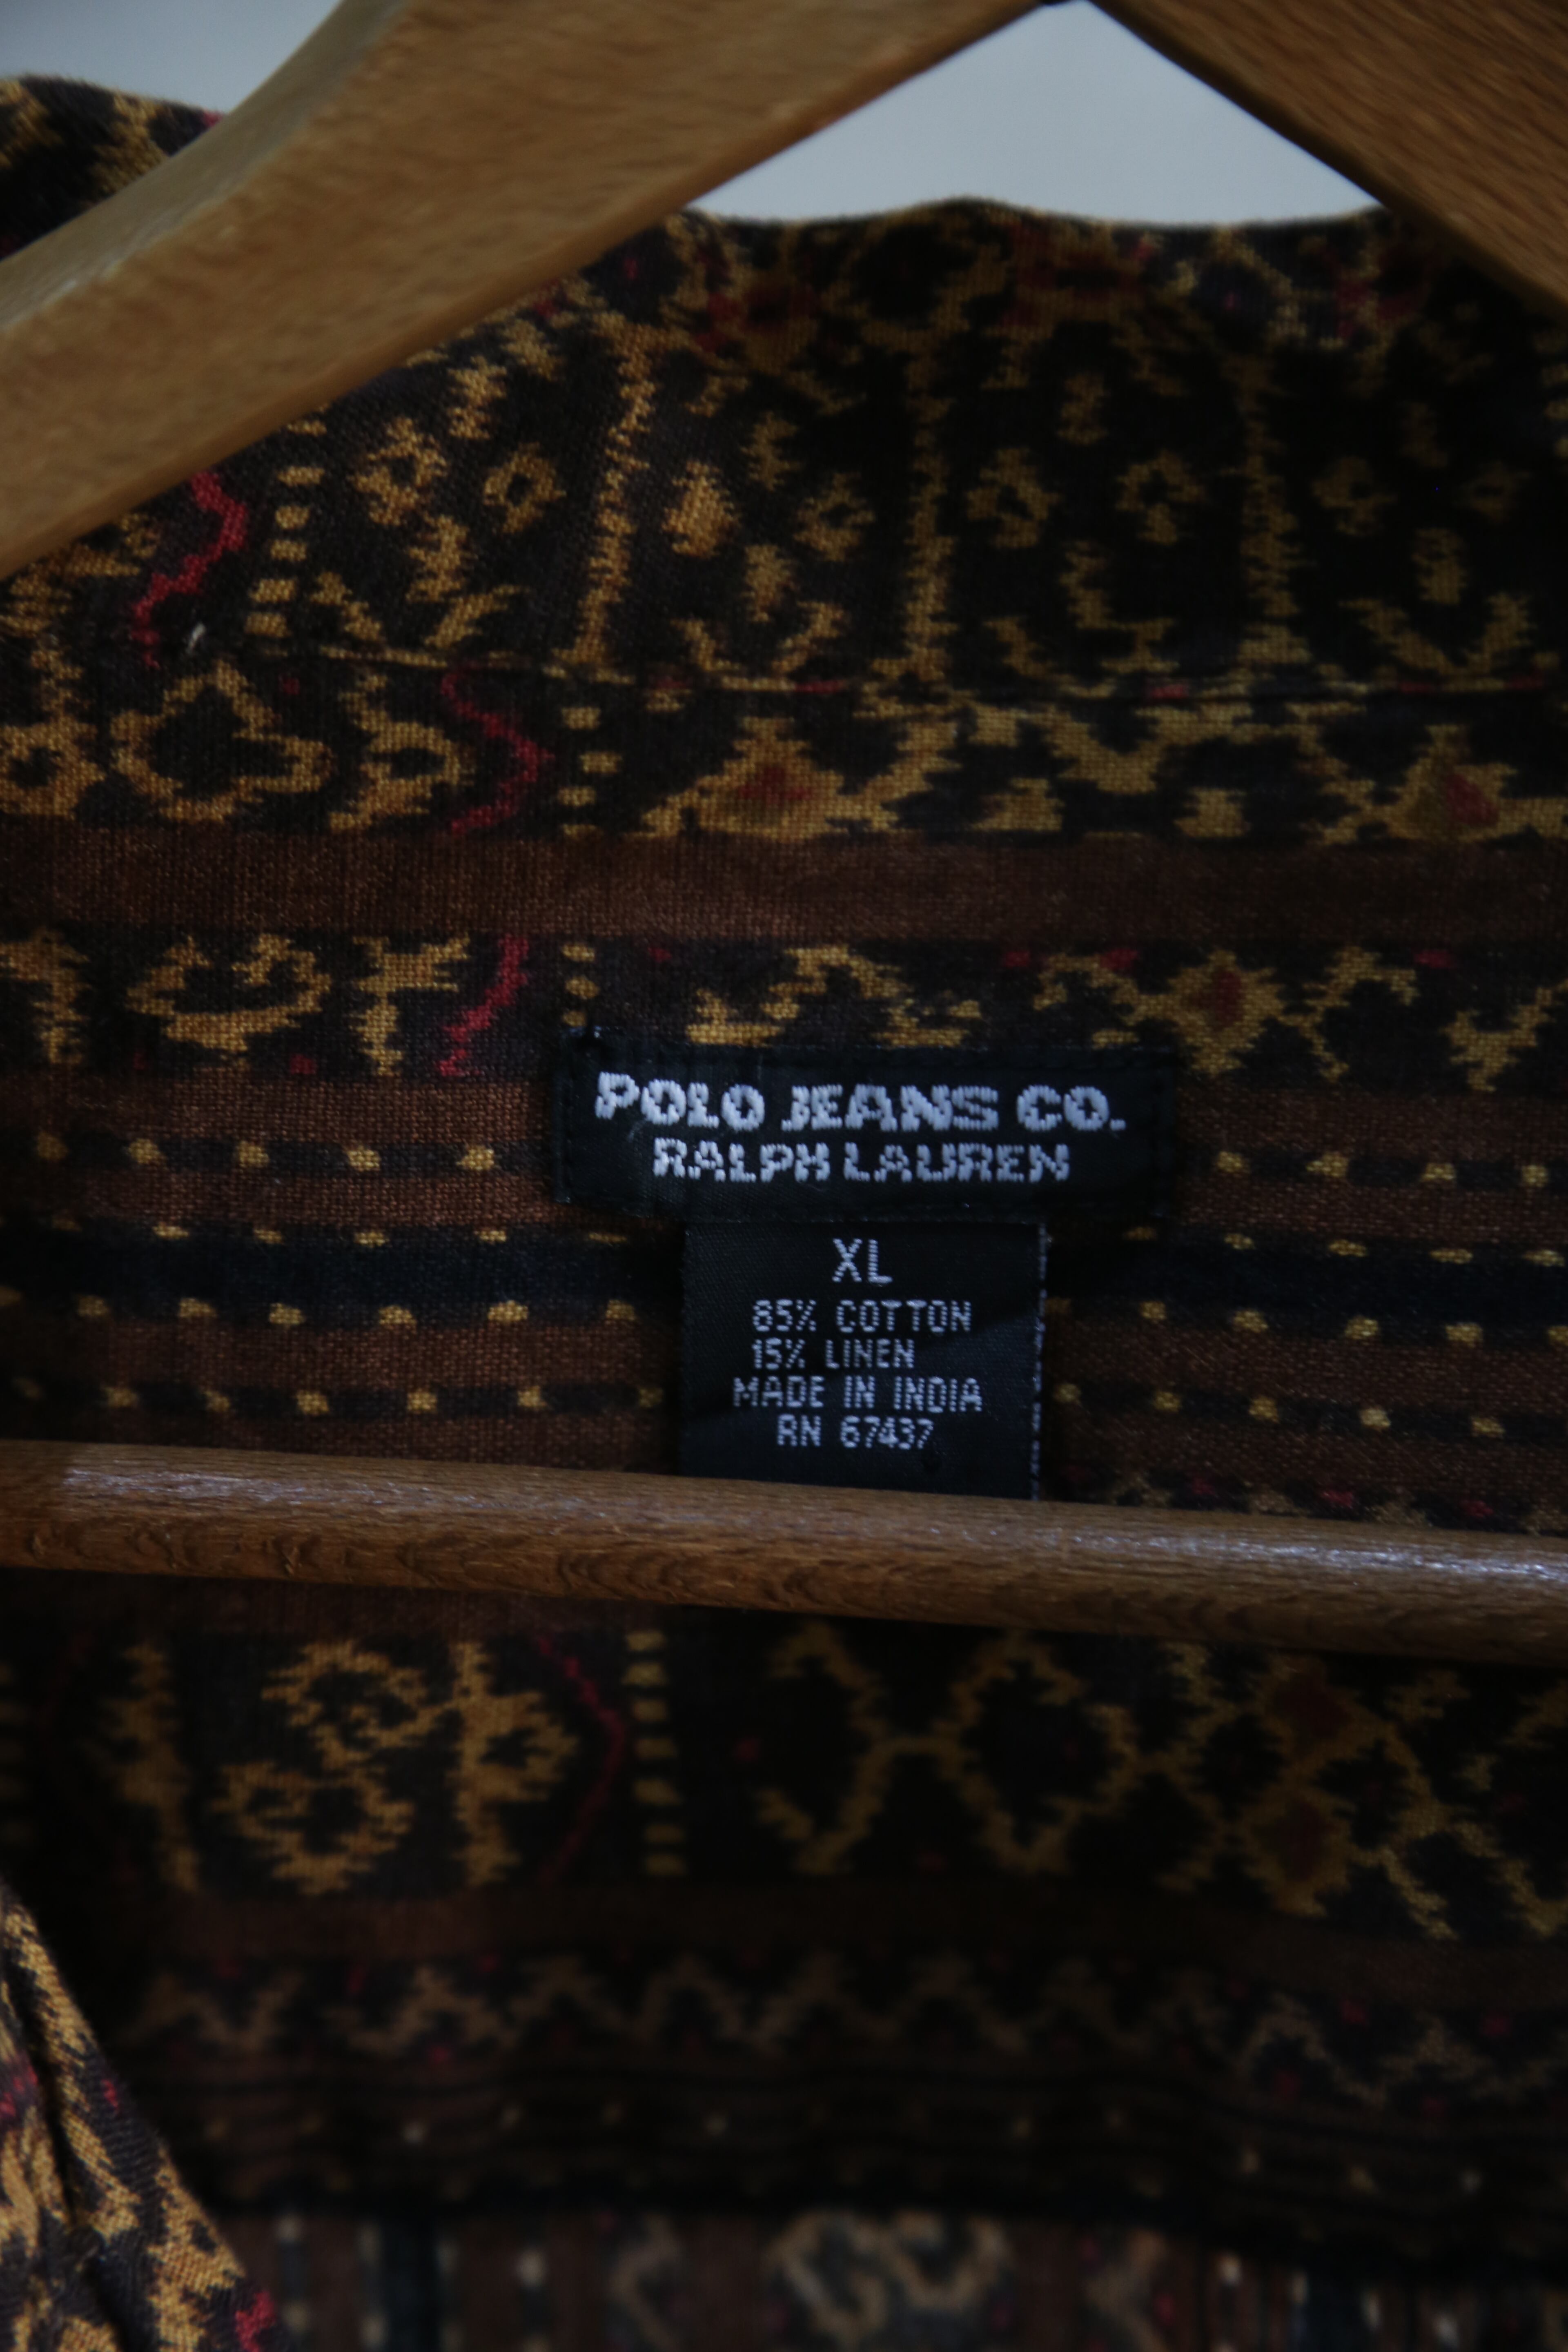 POLO JEANS CO.
RALPH LAUREN
XL
85% COTTON
15% LINEN
MADE IN INDIA
RN 67437